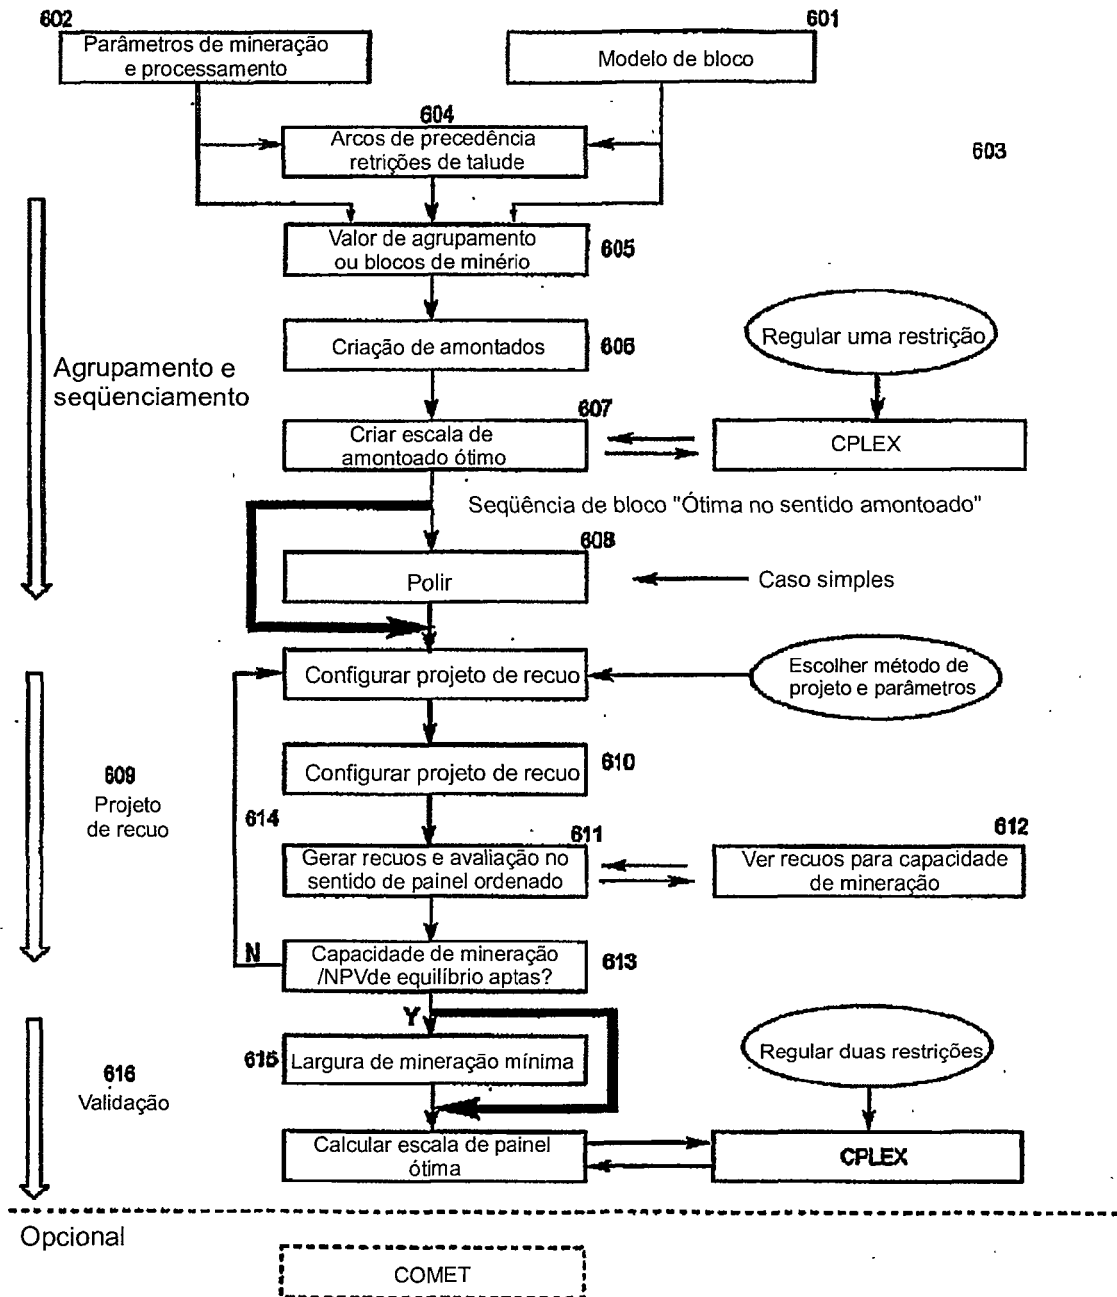 602
601
Parâmetros de mineração
e processamento
Modelo de bloco
604
Arcos de precedência
retrições de talude
603
Valor de agrupamento
ou blocos de minério
605
Criação de amontados
606
Regular uma restrição
Agrupamento e
seqüenciamento
607
Criar escala de
amontoado ótimo
CPLEX
Seqüência de bloco "Ótima no sentido amontoado"
608
Polir
Caso simples
Configurar projeto de recuo
Escolher método de
projeto e parâmetros
609
Projeto
de recuo
Configurar projeto de recuo
610
614
611
612
Gerar recuos e avaliação no
sentido de painel ordenado
Ver recuos para capacidade
de mineração
N
Capacidade de mineração
/NPVde equilíbrio aptas?
613
Y
615
Largura de mineração mínima
Regular duas restrições
616
Validação
Calcular escala de painel
ótima
CPLEX
Opcional
COMET